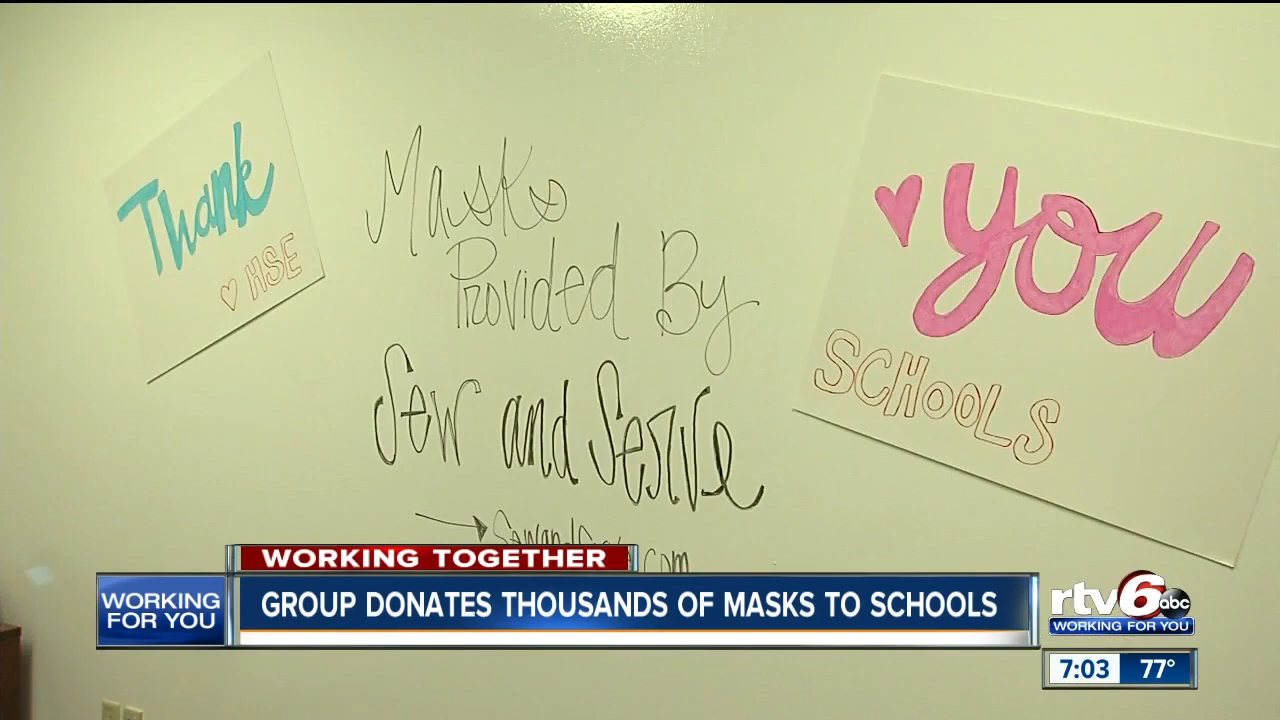 Thank
♥ HSE
Masks
Provided By
Sew and Serve
→
.com
♥ you
SCHOOLS
WORKING TOGETHER
WORKING
FOR YOU
GROUP DONATES THOUSANDS OF MASKS TO SCHOOLS
rtv6 abc
WORKING FOR YOU
7:03 77°